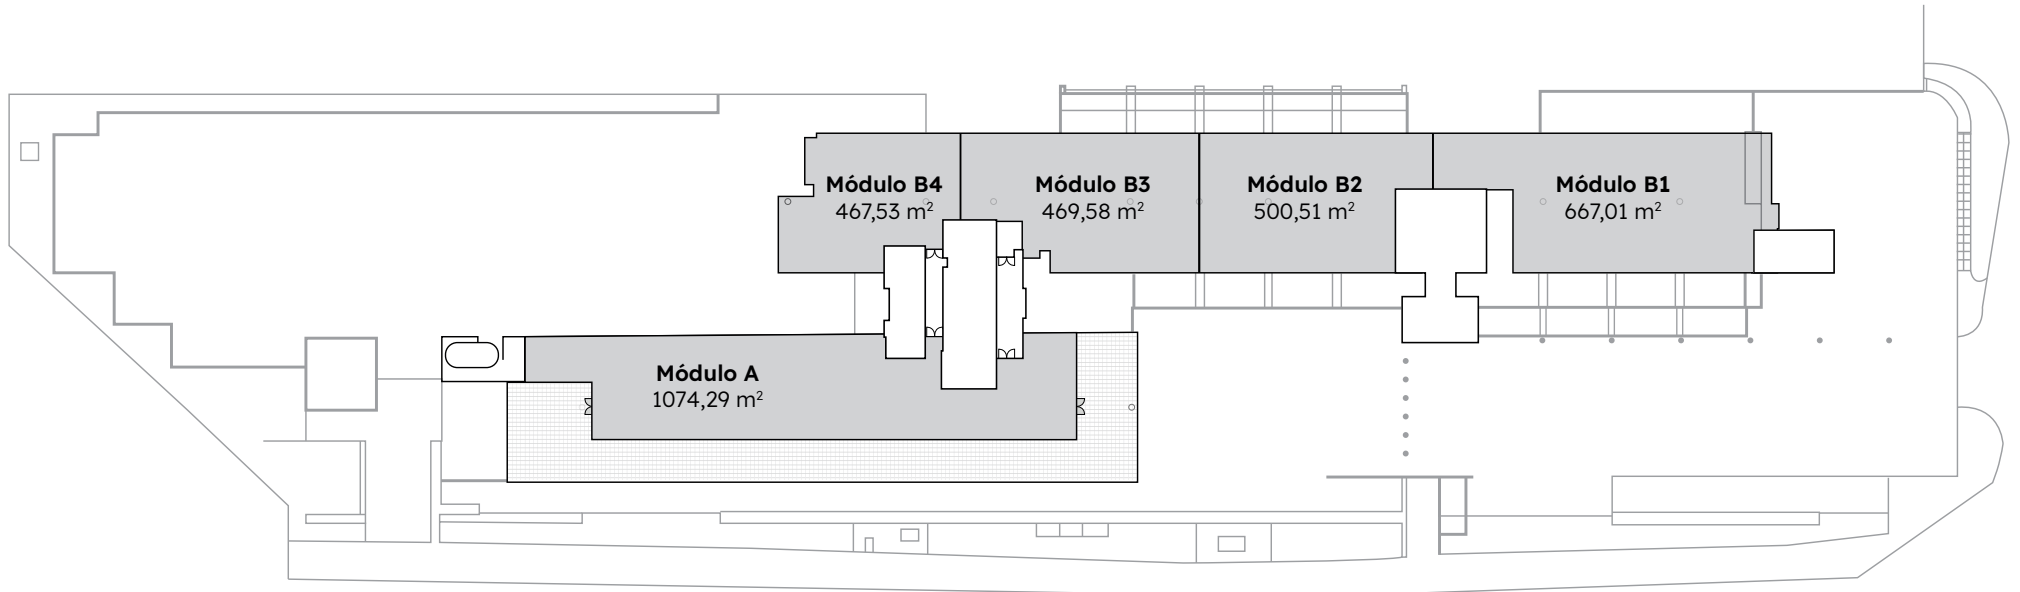 Módulo B4
467,53 m²
Módulo B3
469,58 m²
Módulo B2
500,51 m²
Módulo B1
667,01 m²
Módulo A
1074,29 m²